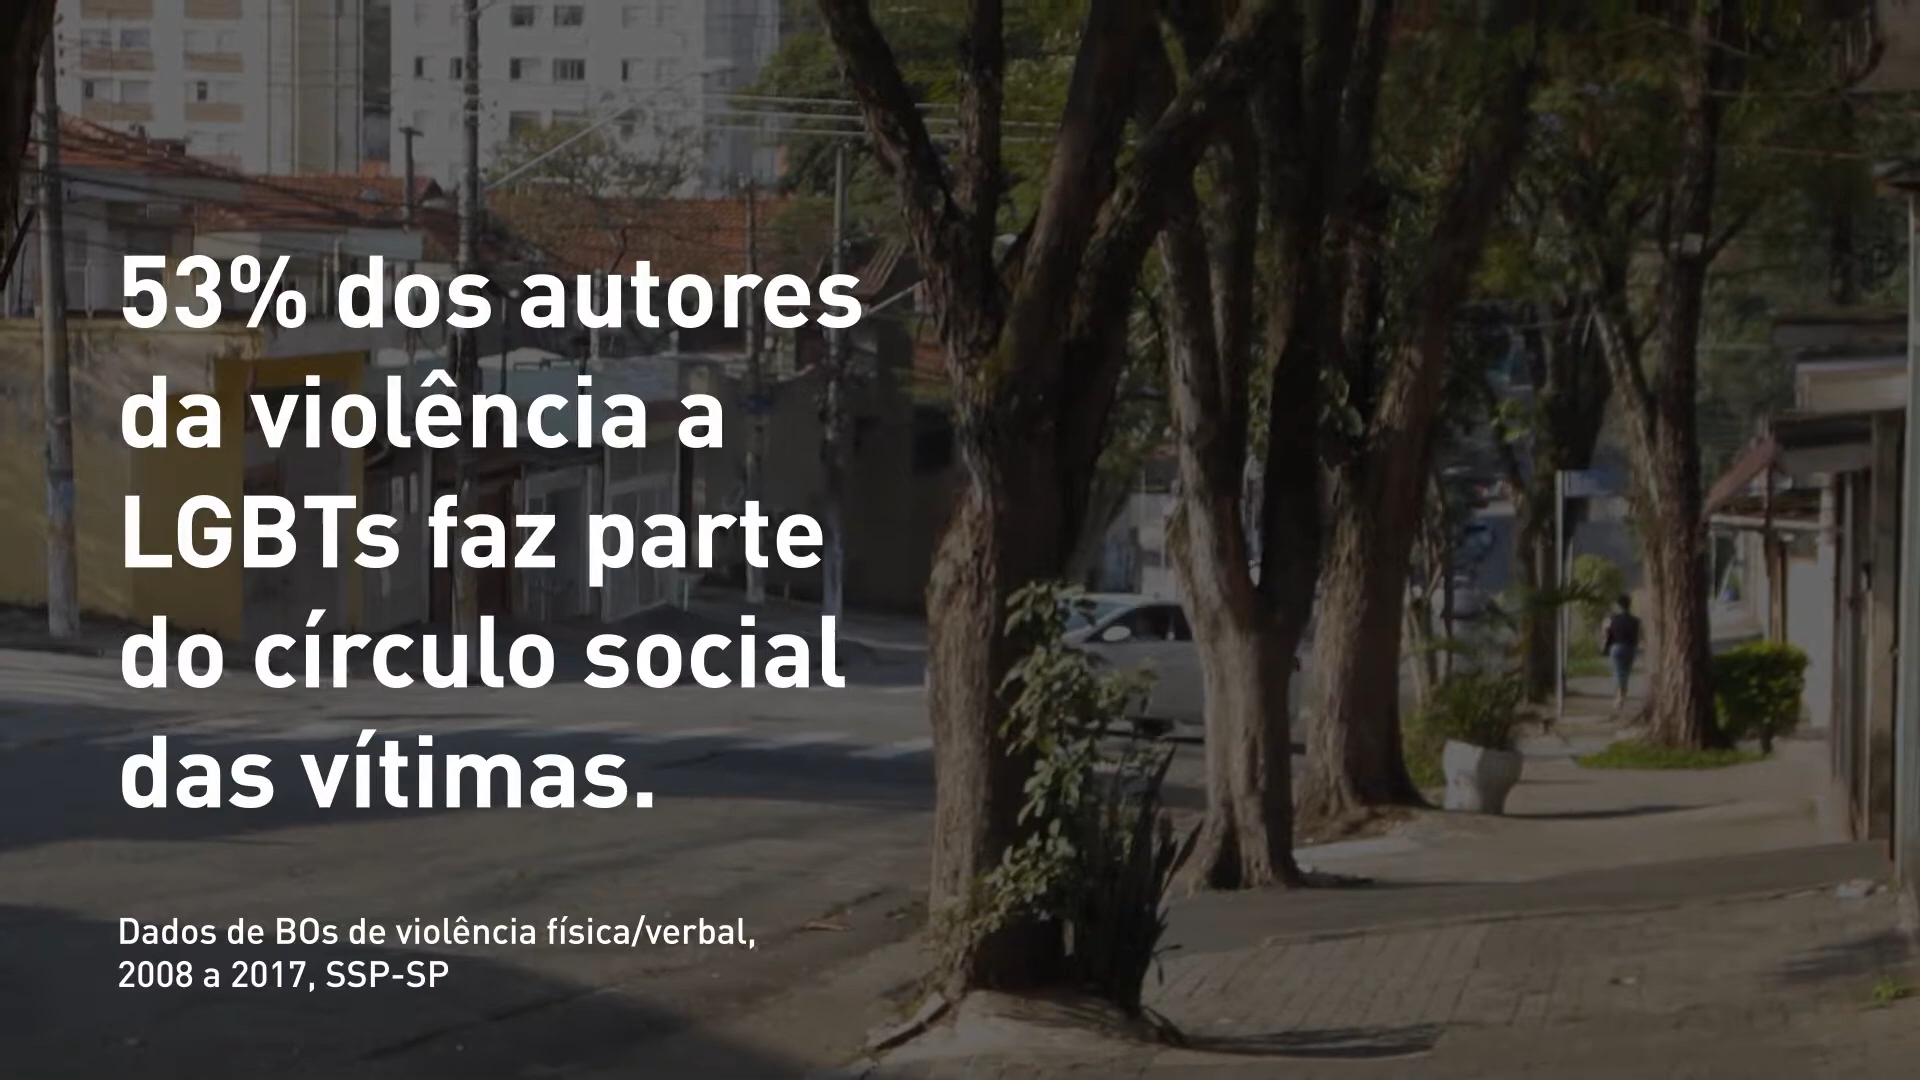 53% dos autores
da violência a
LGBTs faz parte
do círculo social
das vítimas.
Dados de BOs de violência física/verbal,
2008 a 2017, SSP-SP